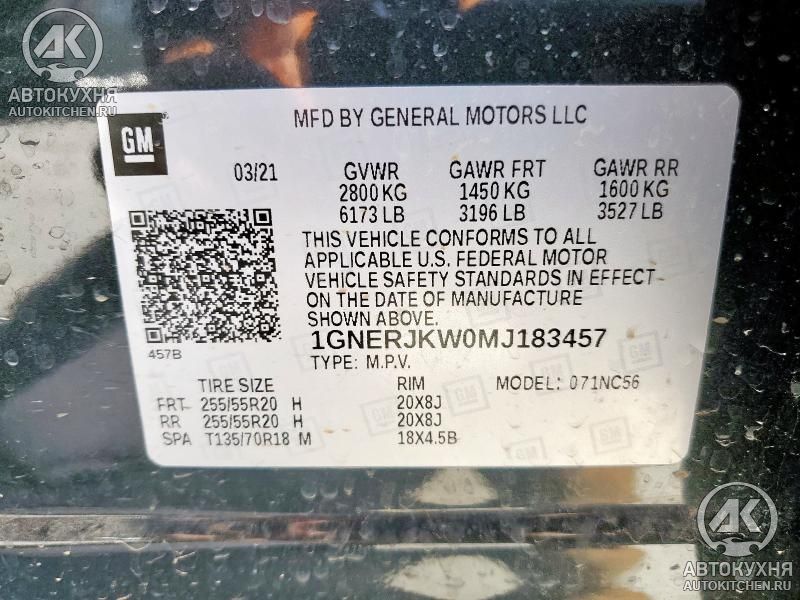 АК
АВТОКУХНЯ
AUTOKITCHEN.RU
GM
MFD BY GENERAL MOTORS LLC
03/21 GVWR GAWR FRT GAWR RR
2800 KG 1450 KG 1600 KG
6173 LB 3196 LB 3527 LB
THIS VEHICLE CONFORMS TO ALL
APPLICABLE U.S. FEDERAL MOTOR
VEHICLE SAFETY STANDARDS IN EFFECT
ON THE DATE OF MANUFACTURE
SHOWN ABOVE.
457B
1GNERJKW0MJ183457
TYPE: M.P.V.
TIRE SIZE RIM MODEL: 071NC56
FRT 255/55R20 H 20X8J
RR 255/55R20 H 20X8J
SPA T135/70R18 M 18X4.5B
АК
АВТОКУХНЯ
AUTOKITCHEN.RU